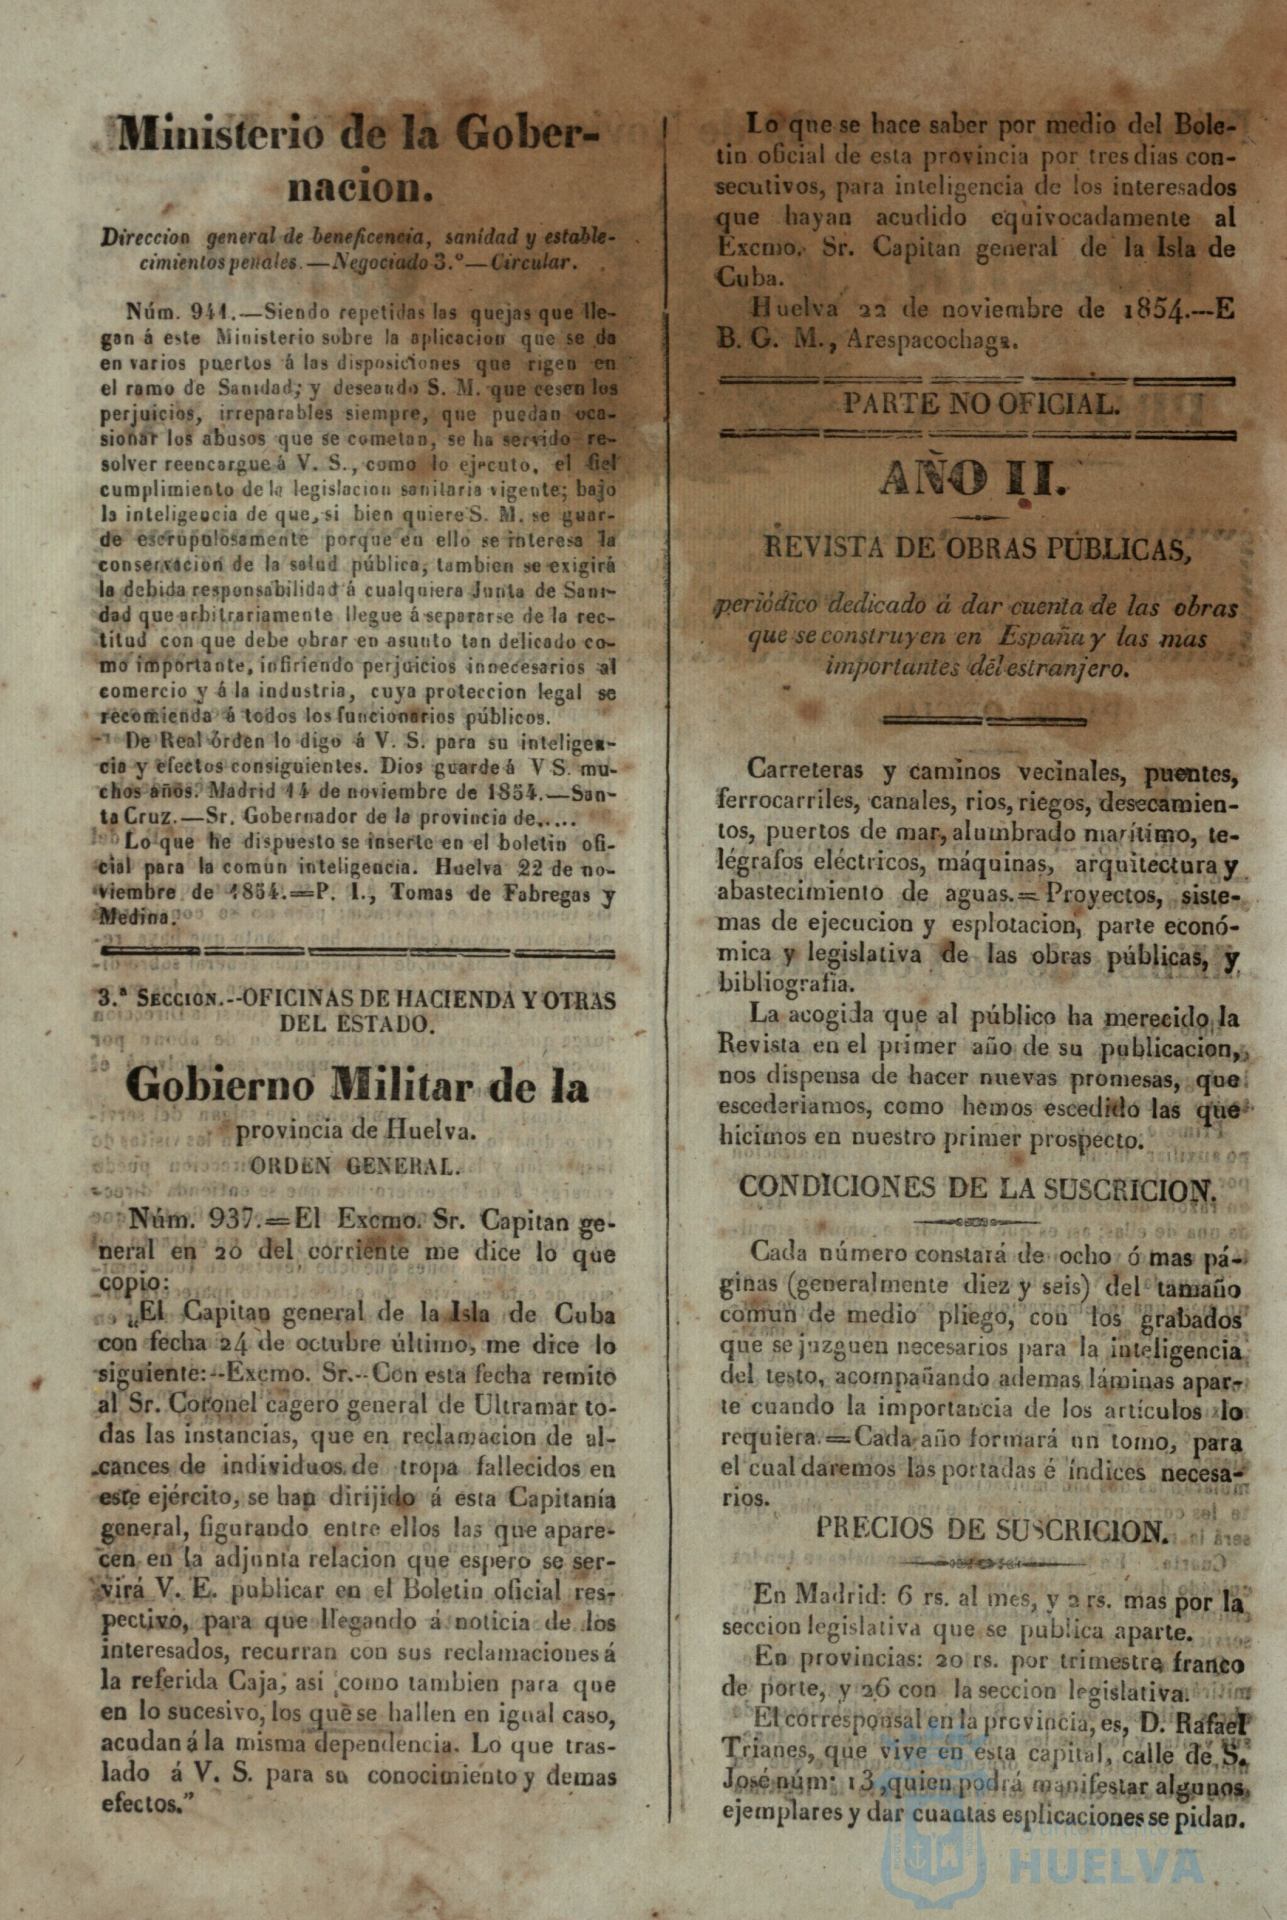 Ministerio de la Gober-
nacion.
Direccion general de beneficencia, sanidad y estable-
cimientos penales.—Negociado 3.º—Circular.
Núm. 941.—Siendo repetidas las quejas que lle-
gan á este Ministerio sobre la aplicacion que se da
en varios puertos á las disposiciones que rigen en
el ramo de Sanidad; y deseando S. M. que cesen los
perjuicios, irreparables siempre, que puedan oca-
sionar los abusos que se cometan, se ha servido re-
solver reencargue á V. S., como lo ejecuto, el fiel
cumplimiento de la legislacion sanitaria vigente; bajo
la inteligencia de que, si bien quiere S. M. se guar-
de escrupulosamente porque en ello se interesa la
conservacion de la salud pública, tambien se exigirá
la debida responsabilidad á cualquiera Junta de Sani-
dad que arbitrariamente llegue á separarse de la rec-
titud con que debe obrar en asunto tan delicado co-
mo importante, infiriendo perjuicios innecesarios al
comercio y á la industria, cuya proteccion legal se
recomienda á todos los funcionarios públicos.
De Real órden lo digo á V. S. para su inteligen-
cia y efectos consiguientes. Dios guarde á V S. mu-
chos años. Madrid 14 de noviembre de 1854.—San-
ta Cruz.—Sr. Gobernador de la provincia de.....
Lo que he dispuesto se inserte en el boletin ofi-
cial para la comun inteligencia. Huelva 22 de no-
viembre de 1854.=P. I., Tomas de Fabregas y
Medina.
3.ª SECCION.--OFICINAS DE HACIENDA Y OTRAS
DEL ESTADO.
Gobierno Militar de la
provincia de Huelva.
ORDEN GENERAL.
Núm. 937.=El Excmo. Sr. Capitan ge-
neral en 20 del corriente me dice lo que
copio:
„El Capitan general de la Isla de Cuba
con fecha 24 de octubre último, me dice lo
siguiente:--Excmo. Sr.--Con esta fecha remito
al Sr. Coronel cagero general de Ultramar to-
das las instancias, que en reclamacion de al-
cances de individuos de tropa fallecidos en
este ejército, se han dirijido á esta Capitanía
general, figurando entre ellos las que apare-
cen en la adjunta relacion que espero se ser-
virá V. E. publicar en el Boletin oficial res-
pectivo, para que llegando á noticia de los
interesados, recurran con sus reclamaciones á
la referida Caja, asi como tambien para que
en lo sucesivo, los que se hallen en igual caso,
acudan á la misma dependencia. Lo que tras-
lado á V. S. para su conocimiento y demas
efectos.”
Lo que se hace saber por medio del Bole-
tin oficial de esta provincia por tres dias con-
secutivos, para inteligencia de los interesados
que hayan acudido equivocadamente al
Excmo. Sr. Capitan general de la Isla de
Cuba.
Huelva 22 de noviembre de 1854.---E
B. G. M., Arespacochaga.
PARTE NO OFICIAL.
AÑO II.
REVISTA DE OBRAS PÚBLICAS,
periódico dedicado á dar cuenta de las obras
que se construyen en España y las mas
importantes del estranjero.
Carreteras y caminos vecinales, puentes,
ferrocarriles, canales, rios, riegos, desecamien-
tos, puertos de mar, alumbrado marítimo, te-
légrafos eléctricos, máquinas, arquitectura y
abastecimiento de aguas.=Proyectos, siste-
mas de ejecucion y esplotacion, parte econó-
mica y legislativa de las obras públicas, y
bibliografia.
La acogida que al público ha merecido la
Revista en el primer año de su publicacion,
nos dispensa de hacer nuevas promesas, que
escederiamos, como hemos escedido las que
hicimos en nuestro primer prospecto.
CONDICIONES DE LA SUSCRICION.
Cada número constará de ocho ó mas pá-
ginas (generalmente diez y seis) del tamaño
comun de medio pliego, con los grabados
que se juzguen necesarios para la inteligencia
del testo, acompañando ademas láminas apar-
te cuando la importancia de los artículos lo
requiera.=Cada año formará un tomo, para
el cual daremos las portadas é índices necesa-
rios.
PRECIOS DE SUSCRICION.
En Madrid: 6 rs. al mes, y 2 rs. mas por la
seccion legislativa que se publica aparte.
En provincias: 20 rs. por trimestre franco
de porte, y 26 con la seccion legislativa.
El corresponsal en la provincia, es, D. Rafael
Trianes, que vive en esta capital, calle de S.
José núm. 13, quien podrá manifestar algunos
ejemplares y dar cuantas esplicaciones se pidan.
HUELVA